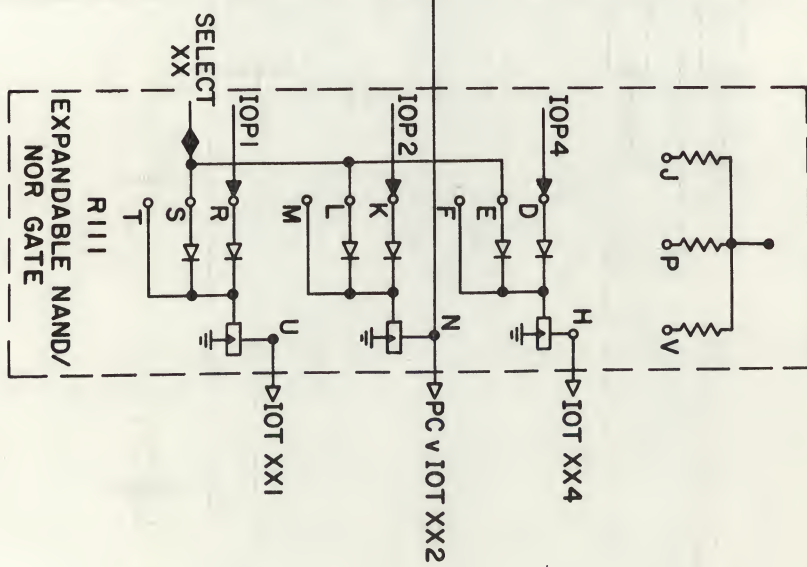 SELECT
XX
IOP1
IOP2
IOP4
J
P
V
T
S
R
M
L
K
F
E
D
U
N
H
IOT XX1
PC v IOT XX2
IOT XX4
R111
EXPANDABLE NAND/
NOR GATE